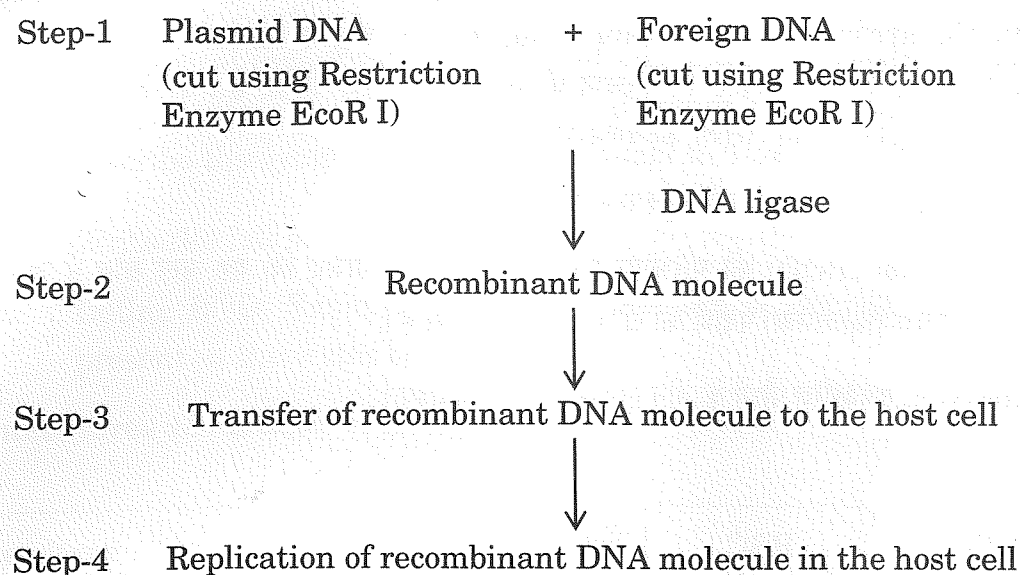 Step-1 Plasmid DNA + Foreign DNA
(cut using Restriction (cut using Restriction
Enzyme EcoR I) Enzyme EcoR I)
DNA ligase
Step-2 Recombinant DNA molecule
Step-3 Transfer of recombinant DNA molecule to the host cell
Step-4 Replication of recombinant DNA molecule in the host cell